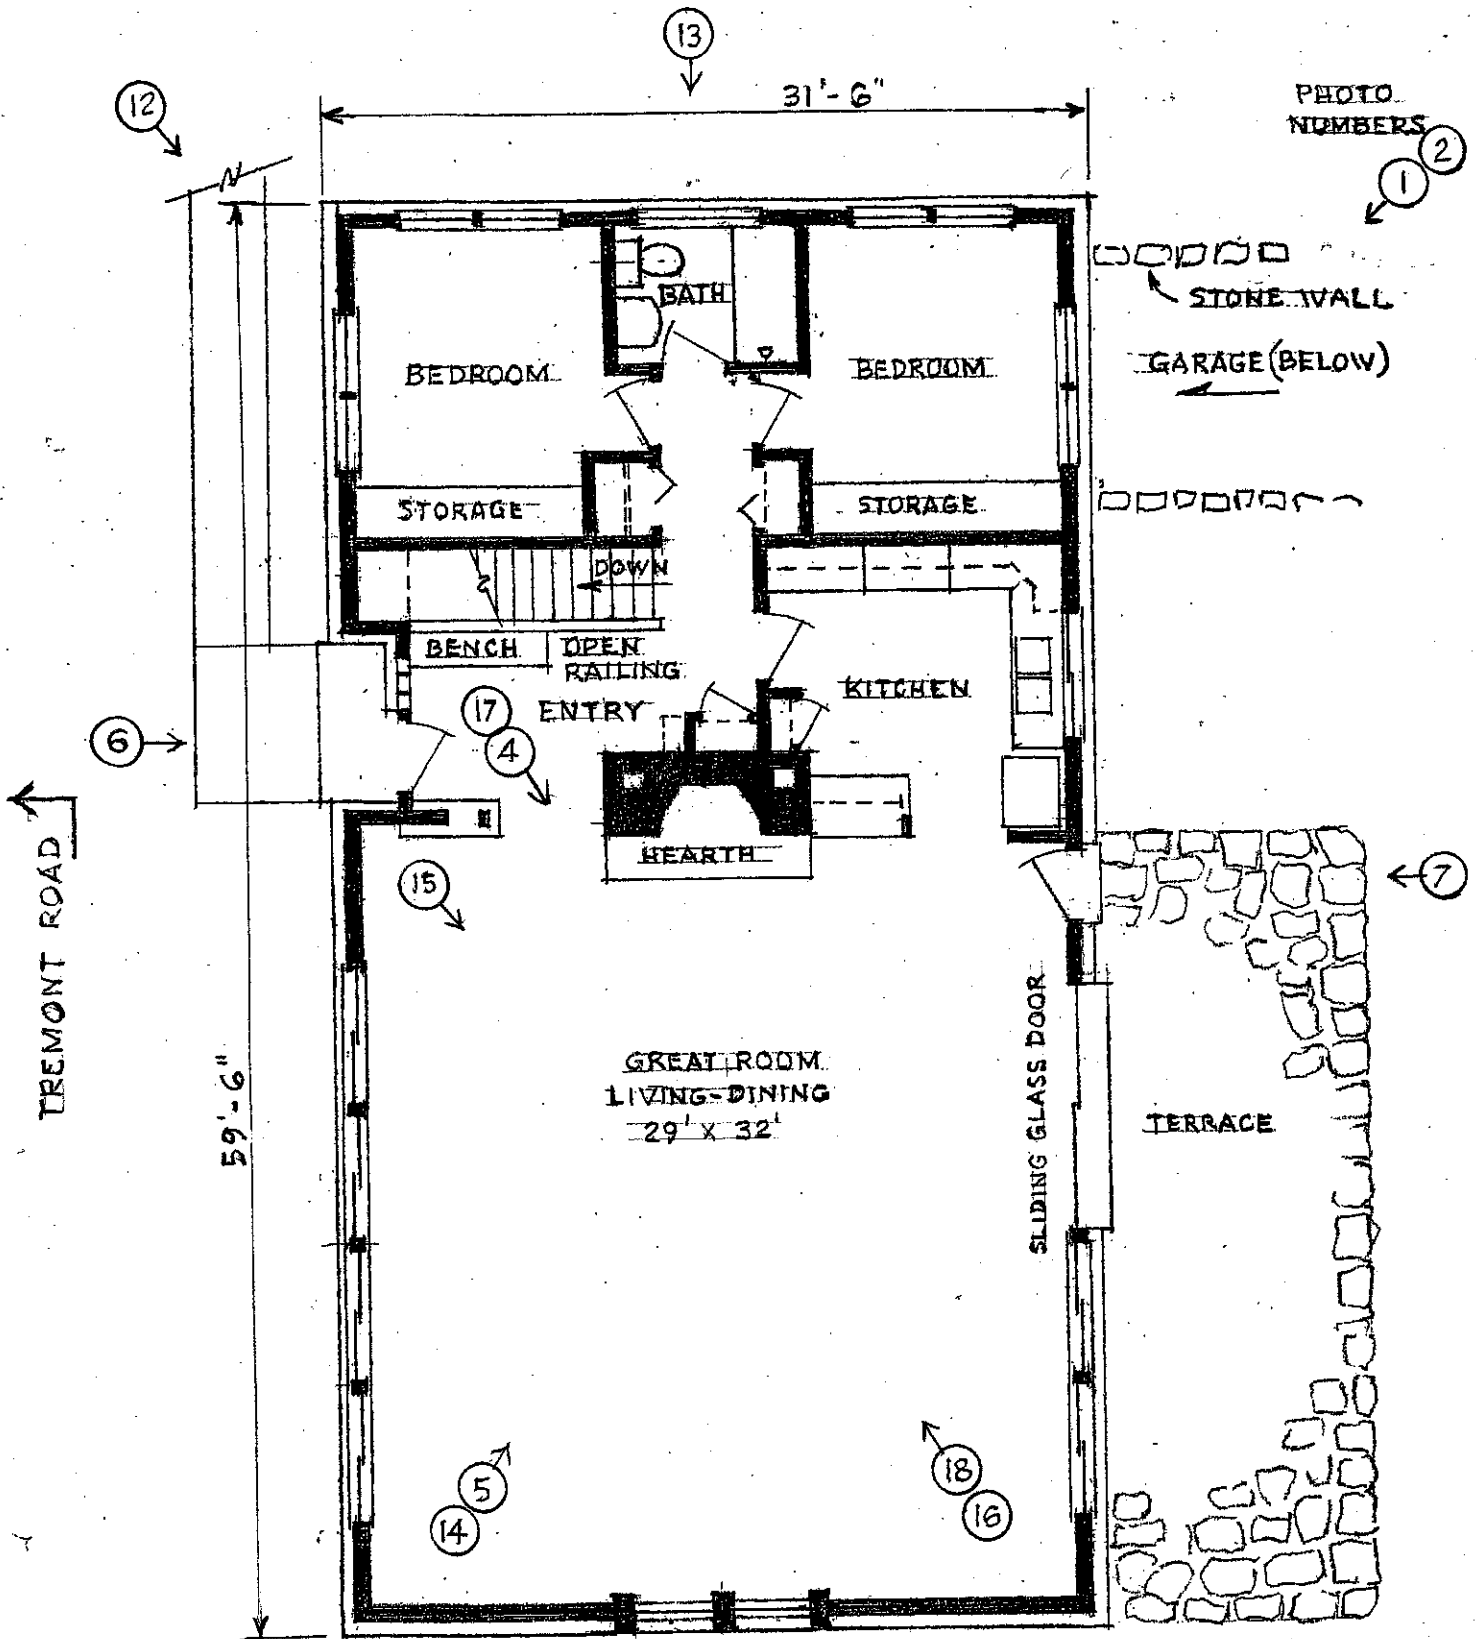 13
31'-6"
PHOTO
NUMBERS
12
2
1
N
STONE WALL
BATH
GARAGE (BELOW)
BEDROOM
BEDROOM
STORAGE
STORAGE
DOWN
BENCH
OPEN
RAILING
KITCHEN
17
ENTRY
4
6
HEARTH
15
7
TREMONT ROAD
59'-6"
GREAT ROOM
LIVING-DINING
29' X 32'
SLIDING GLASS DOOR
TERRACE
5
14
18
16